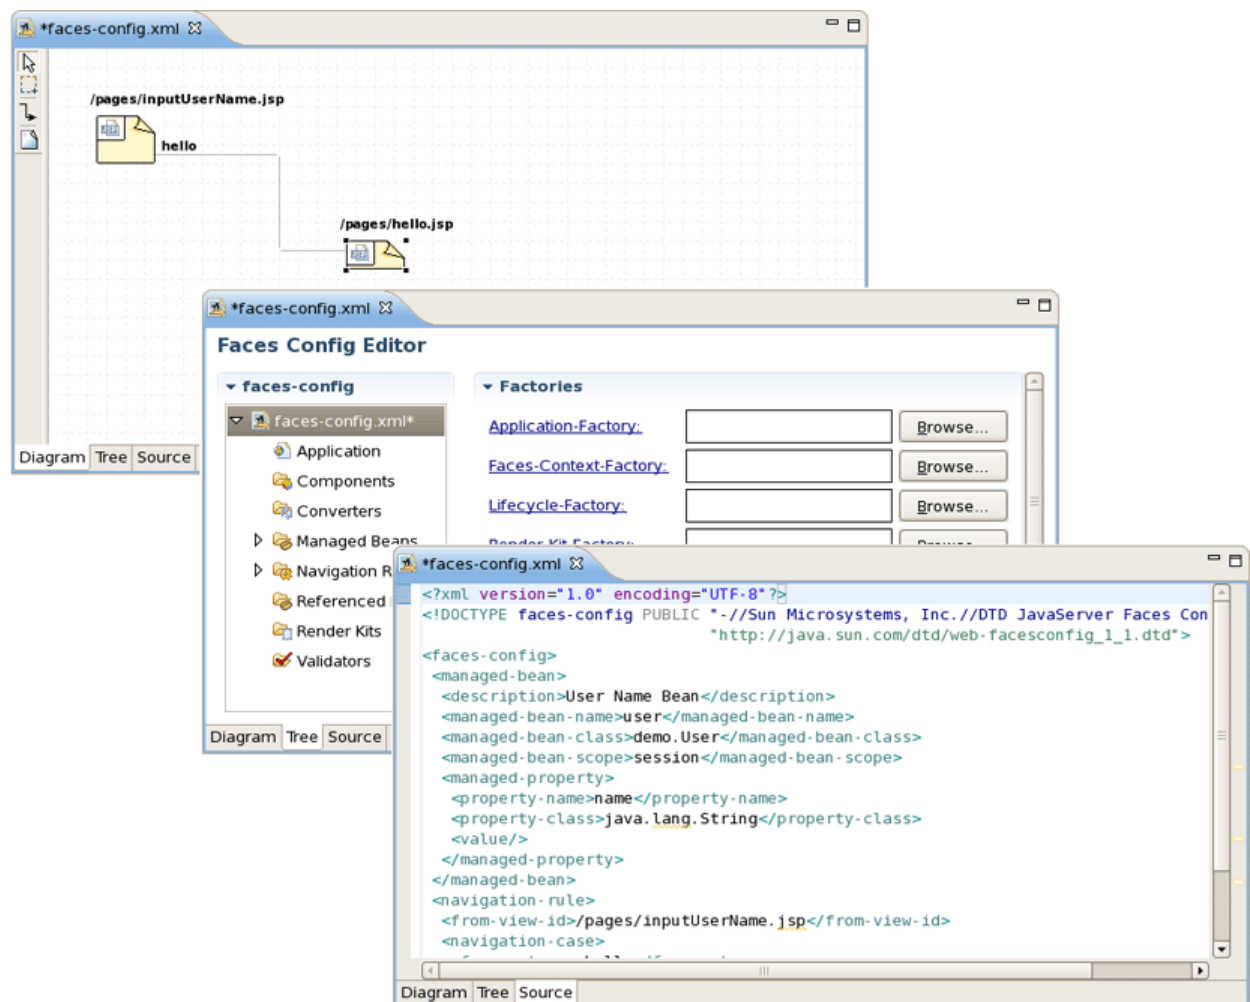 *faces-config.xml
/pages/inputUserName.jsp
hello
/pages/hello.jsp
Diagram Tree Source
*faces-config.xml
Faces Config Editor
faces-config
faces-config.xml*
Application
Components
Converters
Managed Beans
Navigation R
Referenced
Render Kits
Validators
Factories
Application-Factory: Browse...
Faces-Context-Factory: Browse...
Lifecycle-Factory: Browse...
Render-Kit-Factory: Browse...
Diagram Tree Source
*faces-config.xml
<?xml version="1.0" encoding="UTF-8"?>
<!DOCTYPE faces-config PUBLIC "-//Sun Microsystems, Inc.//DTD JavaServer Faces Con
"http://java.sun.com/dtd/web-facesconfig_1_1.dtd">
<faces-config>
<managed-bean>
<description>User Name Bean</description>
<managed-bean-name>user</managed-bean-name>
<managed-bean-class>demo.User</managed-bean-class>
<managed-bean-scope>session</managed-bean-scope>
<managed-property>
<property-name>name</property-name>
<property-class>java.lang.String</property-class>
<value/>
</managed-property>
</managed-bean>
<navigation-rule>
<from-view-id>/pages/inputUserName.jsp</from-view-id>
<navigation-case>
Diagram Tree Source